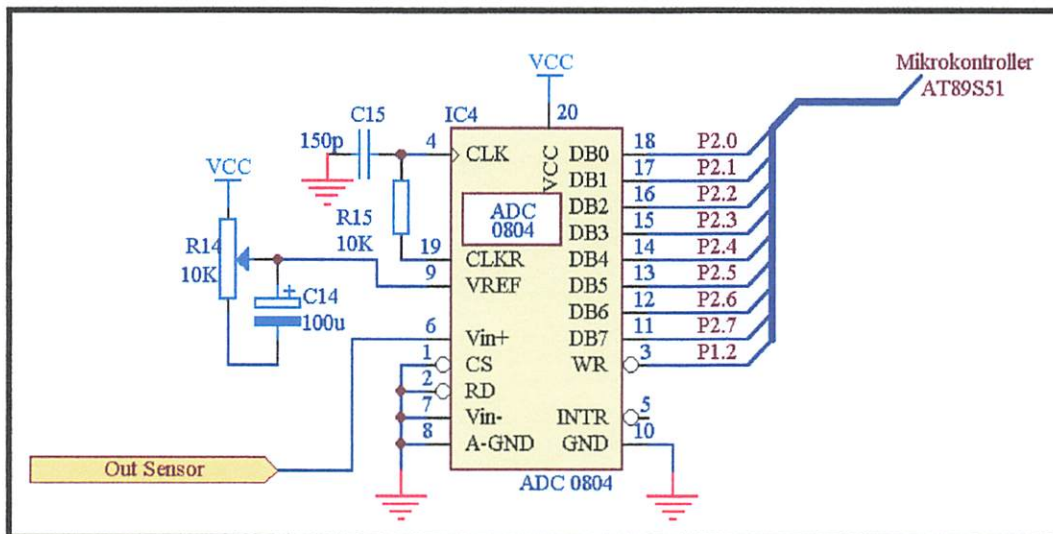 Mikrokontroller
AT89S51
VCC
20
VCC
IC4
C15
150p
4
CLK
R15
10K
ADC
0804
19
CLKR
9
VREF
VCC
R14
10K
C14
+
100u
6
Vin+
1
CS
2
RD
7
Vin-
8
A-GND
DB0 18 P2.0
DB1 17 P2.1
DB2 16 P2.2
DB3 15 P2.3
DB4 14 P2.4
DB5 13 P2.5
DB6 12 P2.6
DB7 11 P2.7
WR 3 P1.2
INTR 5
GND 10
Out Sensor
ADC 0804